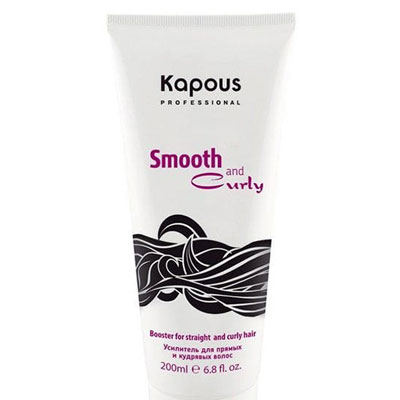 Kapous
PROFESSIONAL
Smooth
and
Curly
Booster for straight and curly hair
Усилитель для прямых
и кудрявых волос
200ml ℮ 6.8 fl. oz.